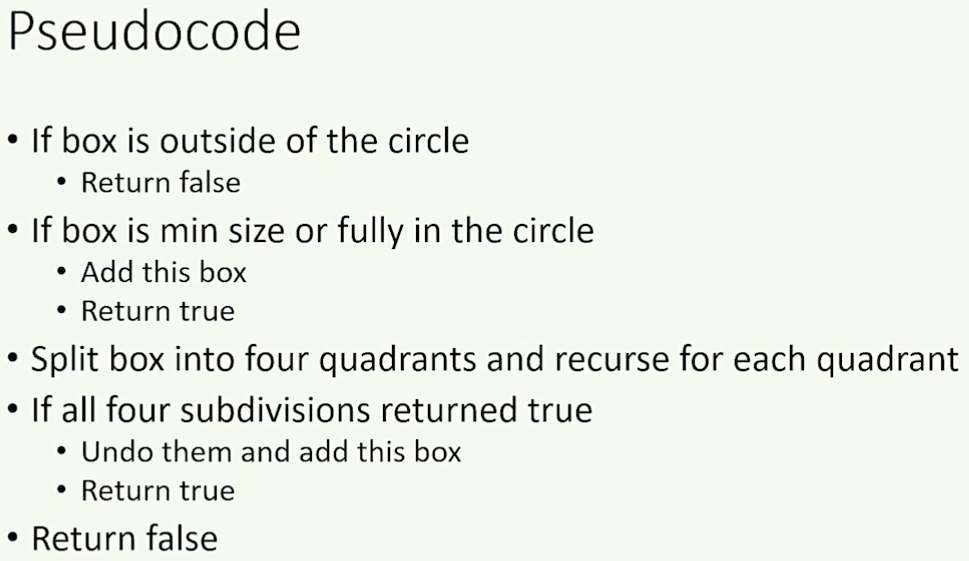 Pseudocode
• If box is outside of the circle
• Return false
• If box is min size or fully in the circle
• Add this box
• Return true
• Split box into four quadrants and recurse for each quadrant
• If all four subdivisions returned true
• Undo them and add this box
• Return true
• Return false